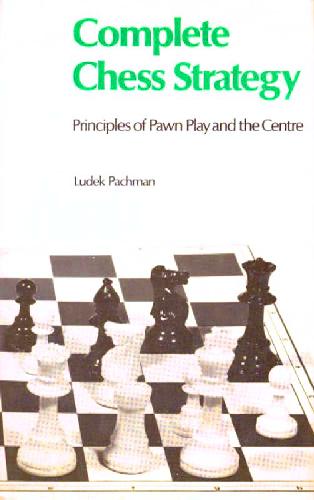 Complete
Chess Strategy
Principles of Pawn Play and the Centre
Ludek Pachman